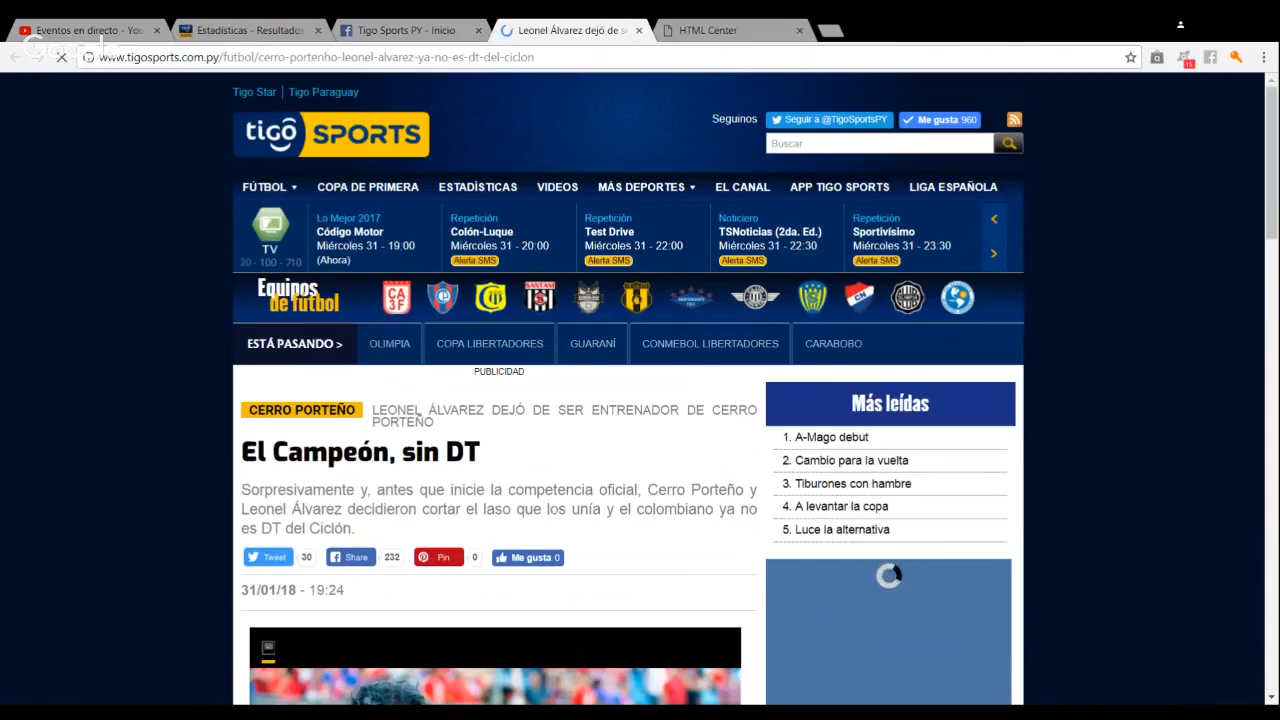 Eventos en directo - You
Estadísticas - Resultados
Tigo Sports PY - Inicio
Leonel Álvarez dejó de s
HTML Center
www.tigosports.com.py/futbol/cerro-portenho-leonel-alvarez-ya-no-es-dt-del-ciclon
15
Tigo Star | Tigo Paraguay
tigo SPORTS
Seguinos
Seguir a @TigoSportsPY
Me gusta 960
Buscar
FÚTBOL COPA DE PRIMERA ESTADÍSTICAS VIDEOS MÁS DEPORTES EL CANAL APP TIGO SPORTS LIGA ESPAÑOLA
TV
20 - 100 - 710
Lo Mejor 2017
Código Motor
Miércoles 31 - 19:00
(Ahora)
Repetición
Colón-Luque
Miércoles 31 - 20:00
Alerta SMS
Repetición
Test Drive
Miércoles 31 - 22:00
Alerta SMS
Noticiero
TSNoticias (2da. Ed.)
Miércoles 31 - 22:30
Alerta SMS
Repetición
Sportivísimo
Miércoles 31 - 23:30
Alerta SMS
Equipos
de futbol
ESTÁ PASANDO > OLIMPIA COPA LIBERTADORES GUARANÍ CONMEBOL LIBERTADORES CARABOBO
PUBLICIDAD
CERRO PORTEÑO LEONEL ÁLVAREZ DEJÓ DE SER ENTRENADOR DE CERRO
PORTEÑO
El Campeón, sin DT
Sorpresivamente y, antes que inicie la competencia oficial, Cerro Porteño y
Leonel Álvarez decidieron cortar el laso que los unía y el colombiano ya no
es DT del Ciclón.
Tweet 30 Share 232 Pin 0 Me gusta 0
31/01/18 - 19:24
Más leídas
1. A-Mago debut
2. Cambio para la vuelta
3. Tiburones con hambre
4. A levantar la copa
5. Luce la alternativa